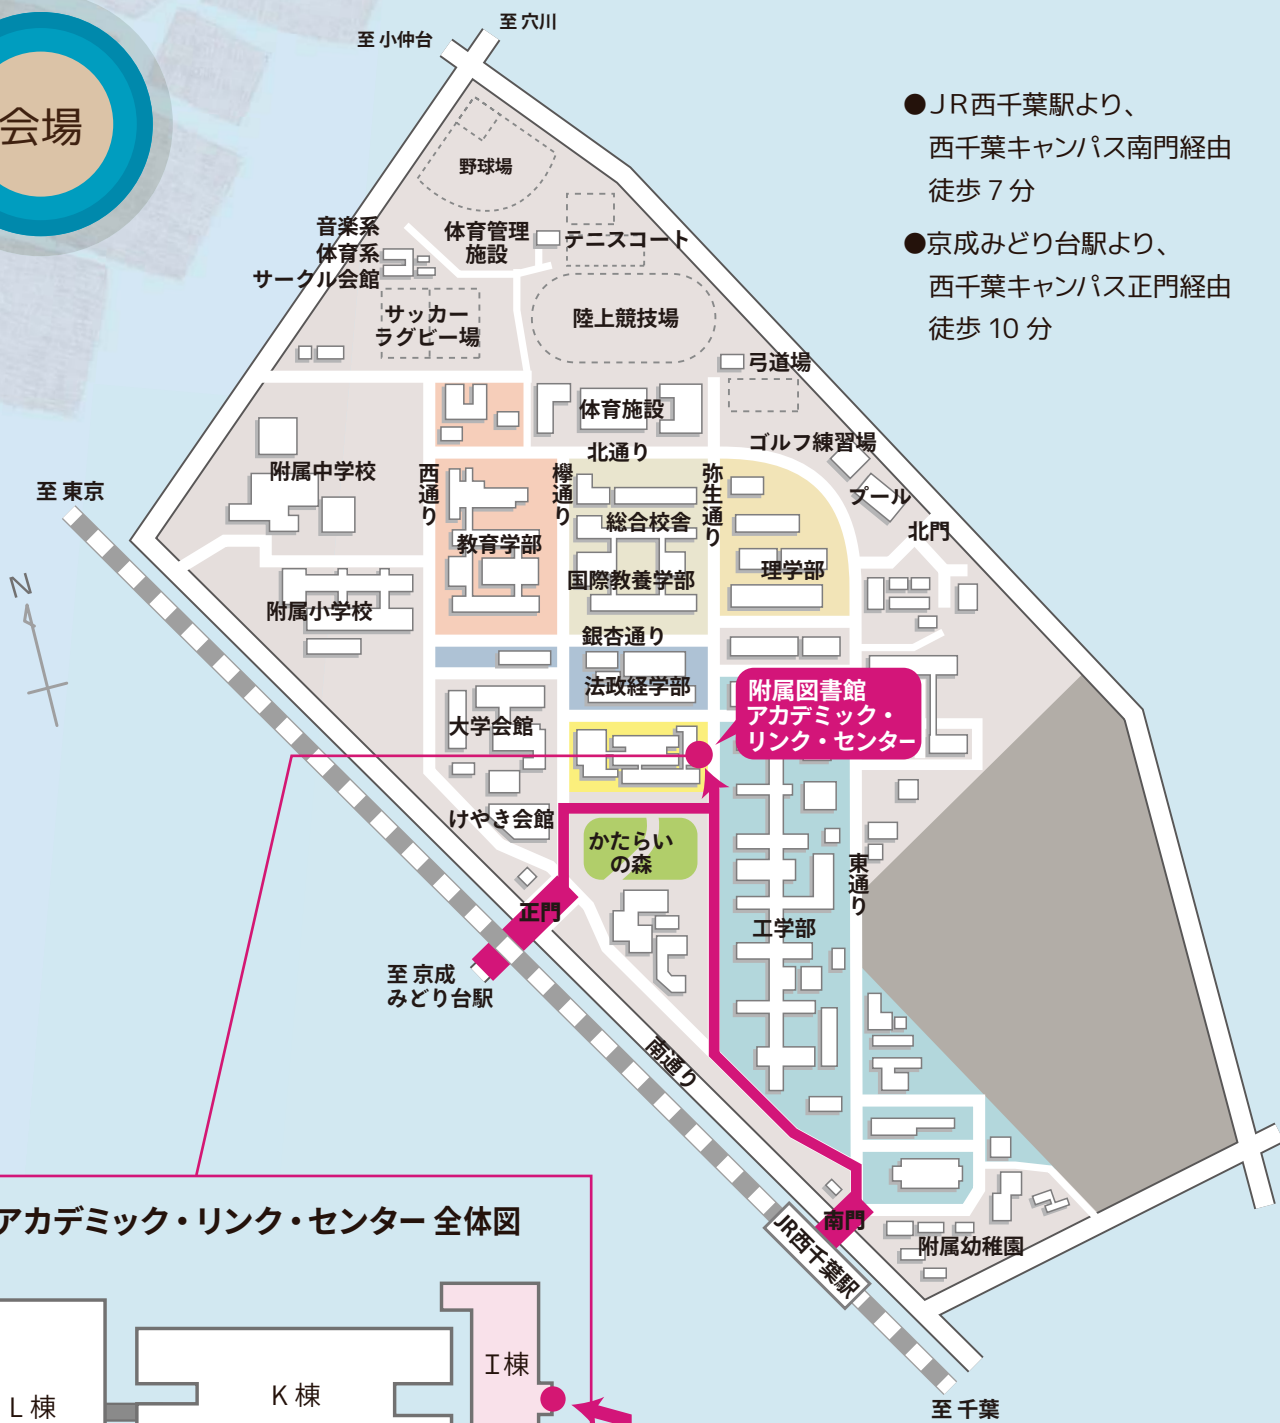 至 穴川
至 小仲台
会場
●JR西千葉駅より、
西千葉キャンパス南門経由
徒歩 7 分
●京成みどり台駅より、
西千葉キャンパス正門経由
徒歩 10 分
野球場
音楽系
体育系
サークル会館
体育管理
施設
テニスコート
サッカー
ラグビー場
陸上競技場
弓道場
体育施設
北通り
ゴルフ練習場
プール
北門
附属中学校
西通り
欅通り
弥生通り
至 東京
総合校舎
教育学部
国際教養学部
理学部
N
附属小学校
銀杏通り
法政経学部
附属図書館
アカデミック・
リンク・センター
大学会館
けやき会館
かたらい
の森
東通り
正門
工学部
至 京成
みどり台駅
南通り
南門
JR西千葉駅
附属幼稚園
アカデミック・リンク・センター 全体図
I棟
K 棟
L 棟
至 千葉